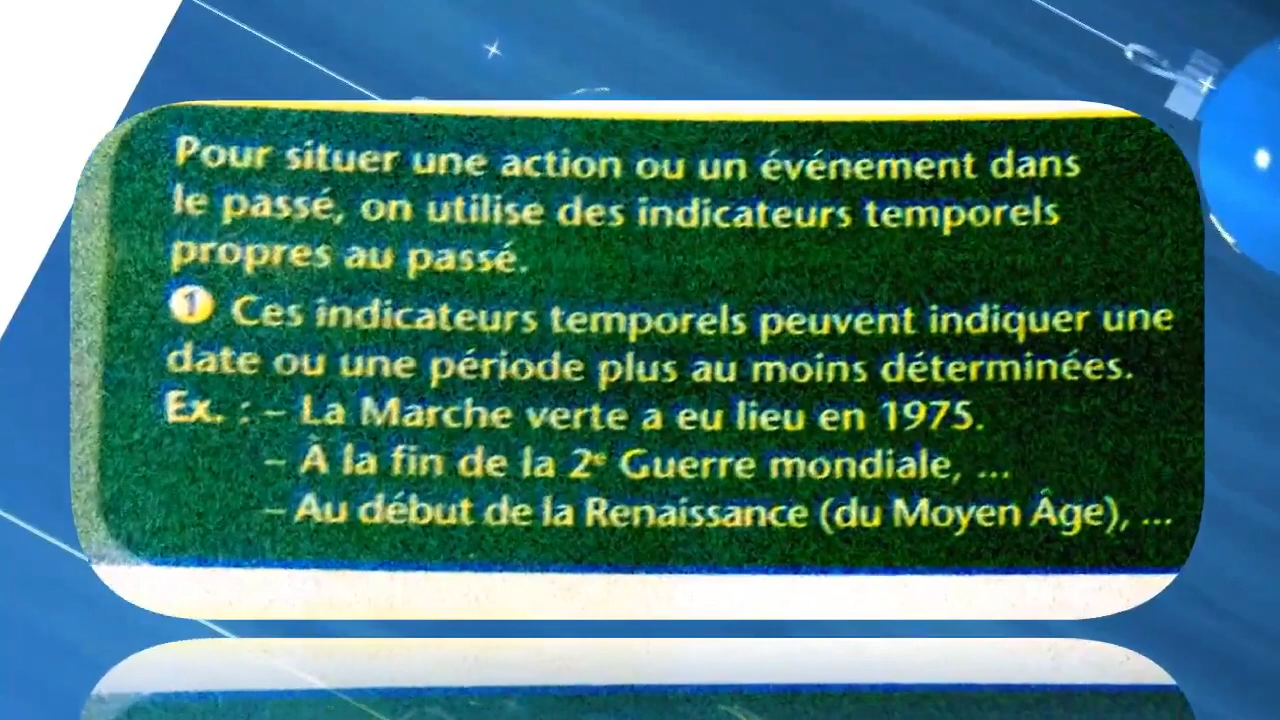 Pour situer une action ou un événement dans
le passé, on utilise des indicateurs temporels
propres au passé.
1 Ces indicateurs temporels peuvent indiquer une
date ou une période plus au moins déterminées.
Ex. : – La Marche verte a eu lieu en 1975.
– À la fin de la 2e Guerre mondiale, ...
– Au début de la Renaissance (du Moyen Âge), ...